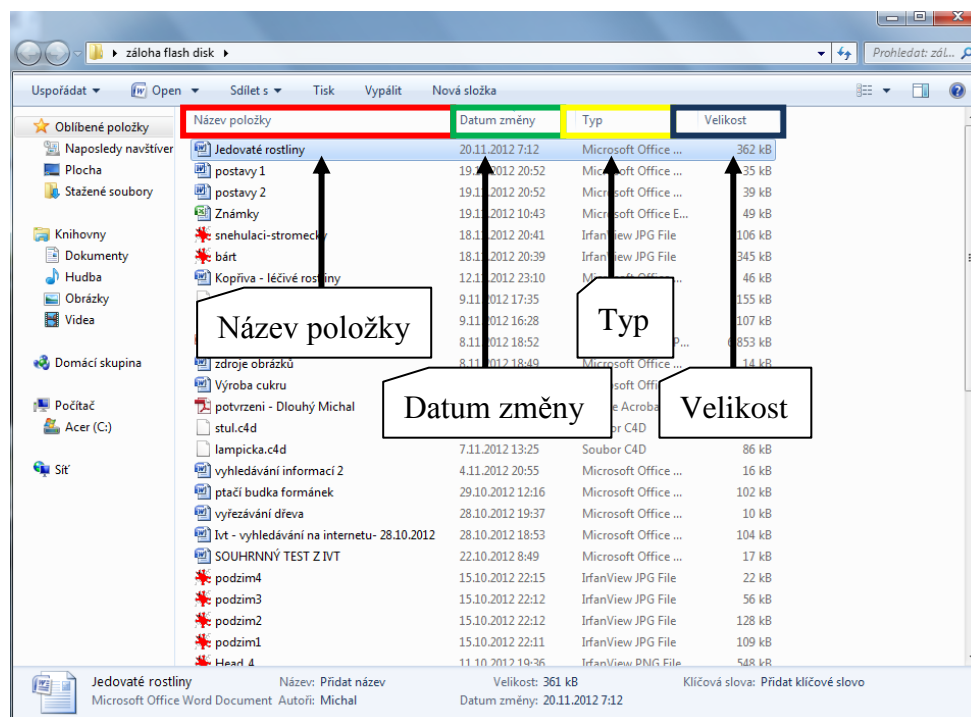 záloha flash disk
Prohledat: zál...
Uspořádat Open Sdílet s Tisk Vypálit Nová složka
Název položky Datum změny Typ Velikost
Oblíbené položky
Naposledy navštíver
Plocha
Stažené soubory
Knihovny
Dokumenty
Hudba
Obrázky
Videa
Domácí skupina
Počítač
Acer (C:)
Síť
Jedovaté rostliny 20.11.2012 7:12 Microsoft Office ... 362 kB
postavy 1 2012 20:52 Microsoft Office ... 35 kB
postavy 2 2012 20:52 Microsoft Office ... 39 kB
Známky 2012 10:43 Microsoft Office E... 49 kB
snehulaci-stromecky 2012 20:41 IrfanView JPG File 106 kB
bárt 2012 20:39 IrfanView JPG File 345 kB
Kopřiva - léčivé rostliny 2012 23:10 46 kB
9.11.2012 17:35 155 kB
9.11.2012 16:28 107 kB
8.11.2012 18:52 P... 853 kB
zdroje obrázků 8.11.2012 18:49 14 kB
Výroba cukru
potvrzeni - Dlouhý Michal
stul.c4d
lampicka.c4d 7.11.2012 13:25 Soubor C4D 86 kB
vyhledávání informací 2 4.11.2012 20:55 Microsoft Office ... 16 kB
ptačí budka formánek 29.10.2012 12:16 Microsoft Office ... 102 kB
vyřezávání dřeva 28.10.2012 19:37 Microsoft Office ... 10 kB
Ivt - vyhledávání na internetu- 28.10.2012 28.10.2012 18:53 Microsoft Office ... 104 kB
SOUHRNNÝ TEST Z IVT 22.10.2012 8:49 Microsoft Office ... 17 kB
podzim4 15.10.2012 22:15 IrfanView JPG File 22 kB
podzim3 15.10.2012 22:12 IrfanView JPG File 56 kB
podzim2 15.10.2012 22:12 IrfanView JPG File 128 kB
podzim1 15.10.2012 22:11 IrfanView JPG File 109 kB
Head 4 11.10.2012 19:36 IrfanView PNG File 548 kB
Název položky
Typ
Datum změny
Velikost
Jedovaté rostliny Název: Přidat název Velikost: 361 kB Klíčová slova: Přidat klíčové slovo
Microsoft Office Word Document Autoři: Michal Datum změny: 20.11.2012 7:12